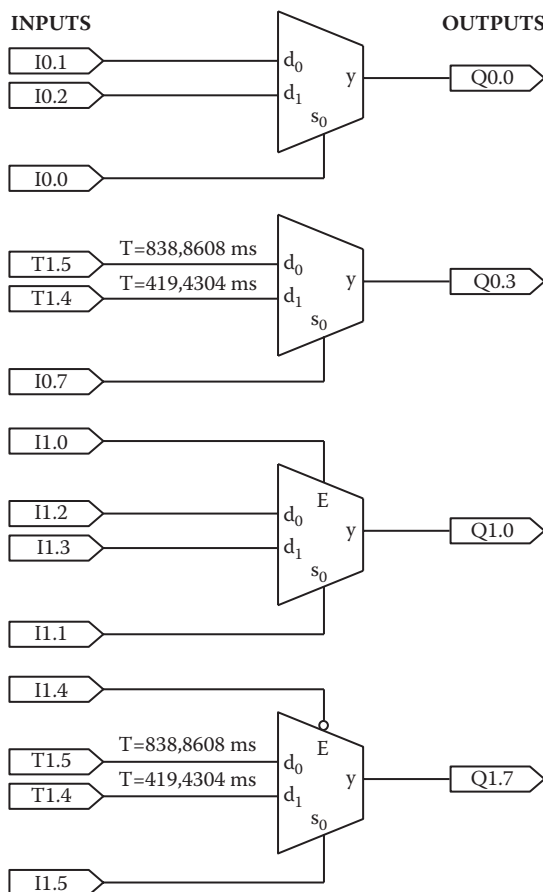 INPUTS OUTPUTS
I0.1 d0 y Q0.0
I0.2 d1
s0
I0.0
T1.5 T=838,8608 ms d0 y Q0.3
T1.4 T=419,4304 ms d1
s0
I0.7
I1.0
E
I1.2 d0 y Q1.0
I1.3 d1
s0
I1.1
I1.4
E
T1.5 T=838,8608 ms d0 y Q1.7
T1.4 T=419,4304 ms d1
s0
I1.5